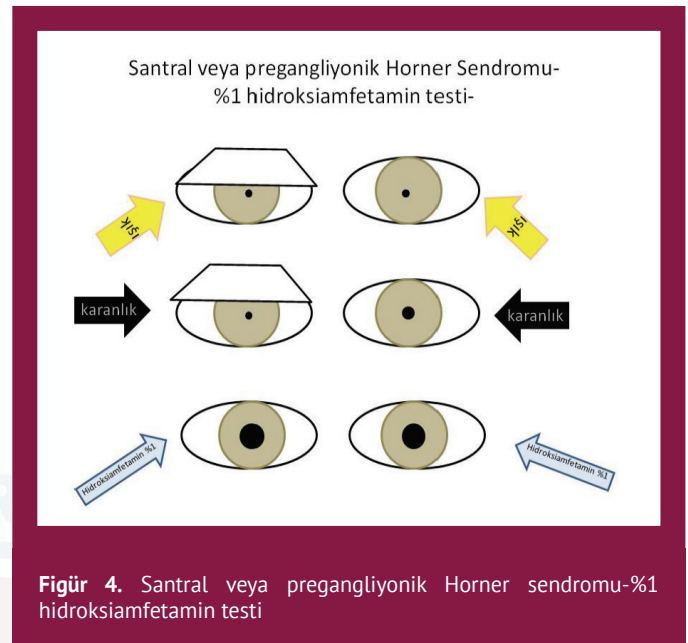 Santral veya pregangliyonik Horner Sendromu-
%1 hidroksiamfetamin testi-
ışık
ışık
karanlık
karanlık
Hidroksiamfetamin %1
Hidroksiamfetamin %1
Figür 4. Santral veya pregangliyonik Horner sendromu-%1
hidroksiamfetamin testi